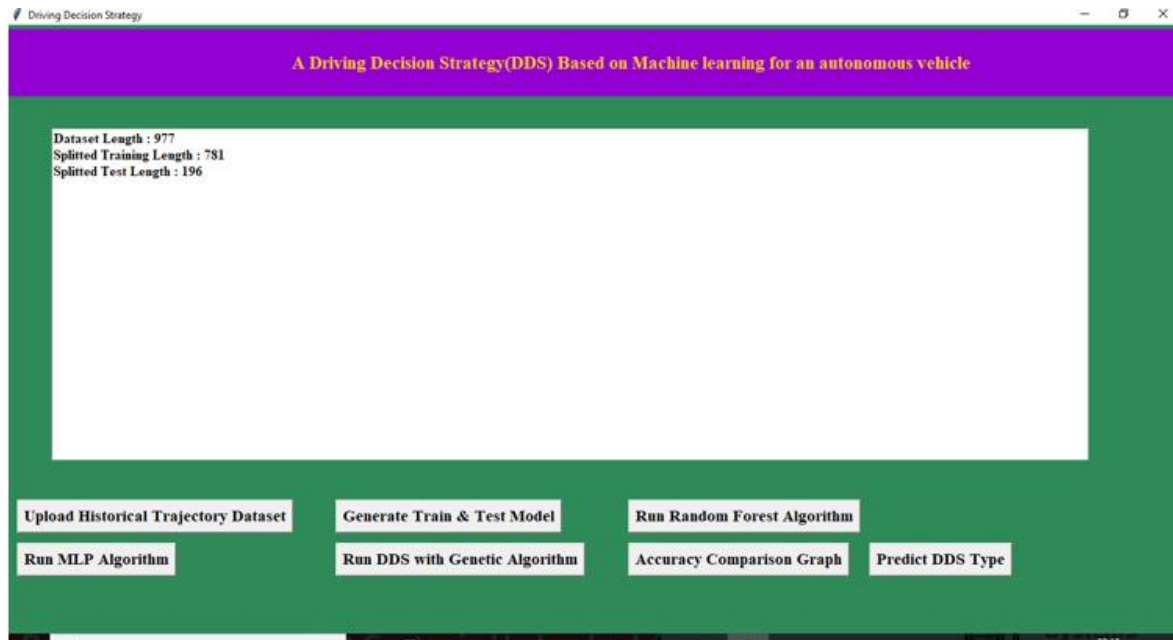 Driving Decision Strategy
A Driving Decision Strategy(DDS) Based on Machine learning for an autonomous vehicle
Dataset Length : 977
Splitted Training Length : 781
Splitted Test Length : 196
Upload Historical Trajectory Dataset
Generate Train & Test Model
Run Random Forest Algorithm
Run MLP Algorithm
Run DDS with Genetic Algorithm
Accuracy Comparison Graph
Predict DDS Type